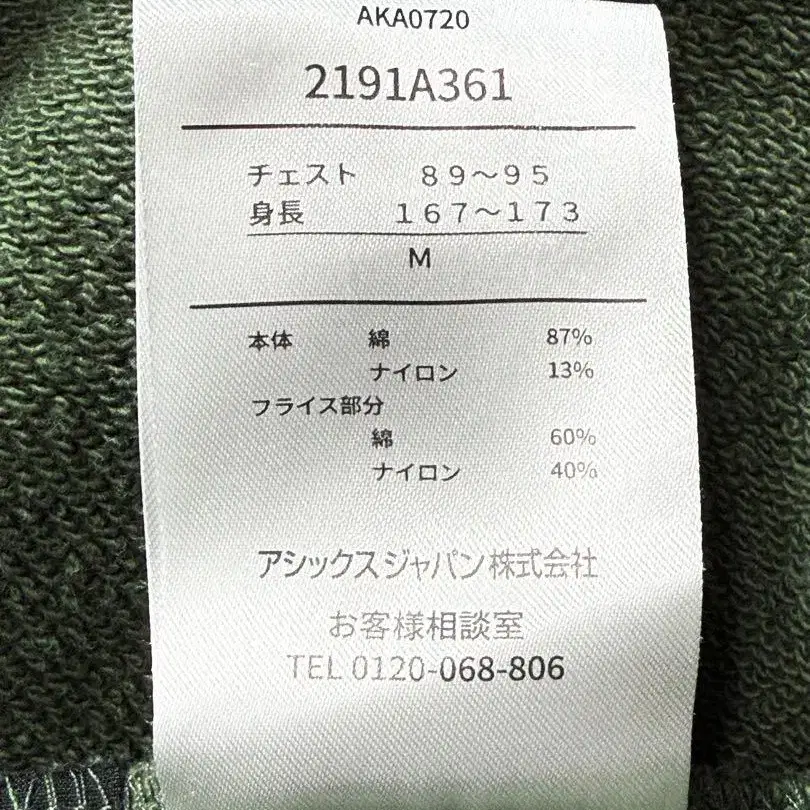 AKA0720
2191A361
チェスト ８９～９５
身長 １６７～１７３
M
本体 綿 87%
ナイロン 13%
フライス部分
綿 60%
ナイロン 40%
アシックスジャパン株式会社
お客様相談室
TEL 0120-068-806